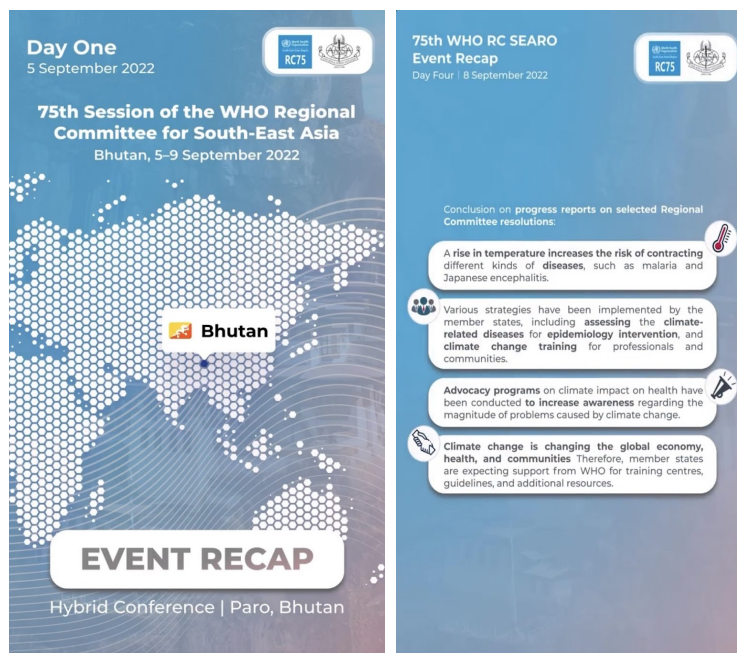 Day One
5 September 2022
RC75
75th Session of the WHO Regional
Committee for South-East Asia
Bhutan, 5–9 September 2022
Bhutan
EVENT RECAP
Hybrid Conference | Paro, Bhutan
75th WHO RC SEARO
Event Recap
Day Four | 8 September 2022
RC75
Conclusion on progress reports on selected Regional
Committee resolutions:
A rise in temperature increases the risk of contracting
different kinds of diseases, such as malaria and
Japanese encephalitis.
Various strategies have been implemented by the
member states, including assessing the climate-
related diseases for epidemiology intervention, and
climate change training for professionals and
communities.
Advocacy programs on climate impact on health have
been conducted to increase awareness regarding the
magnitude of problems caused by climate change.
Climate change is changing the global economy,
health, and communities Therefore, member states
are expecting support from WHO for training centres,
guidelines, and additional resources.